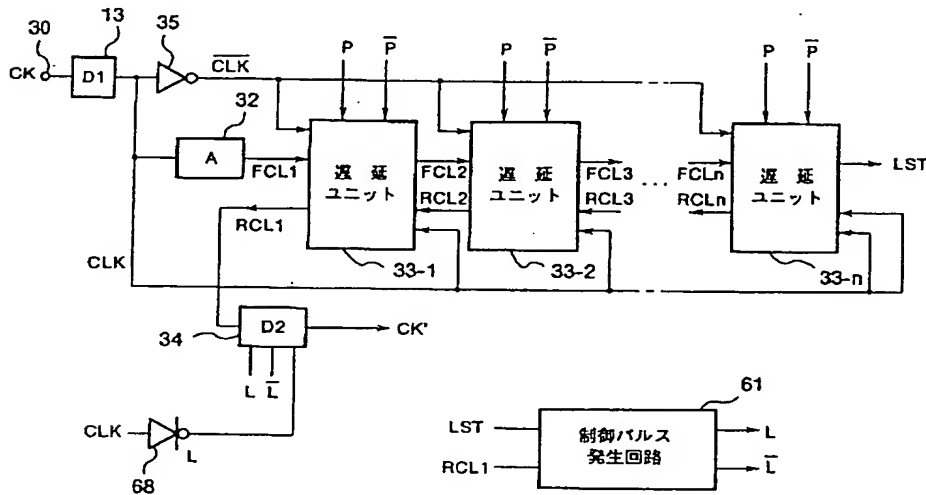 30
13
35
CK
D1
CLK
P P
P P
P P
32
A
FCL1
遅延
ユニット
FCL2
RCL2
遅延
ユニット
FCL3
RCL3
...
FCLn
RCLn
遅延
ユニット
LST
RCL1
CLK
33-1
33-2
33-n
34
D2
CK'
L L
CLK
L
68
61
LST
RCL1
制御パルス
発生回路
L
L